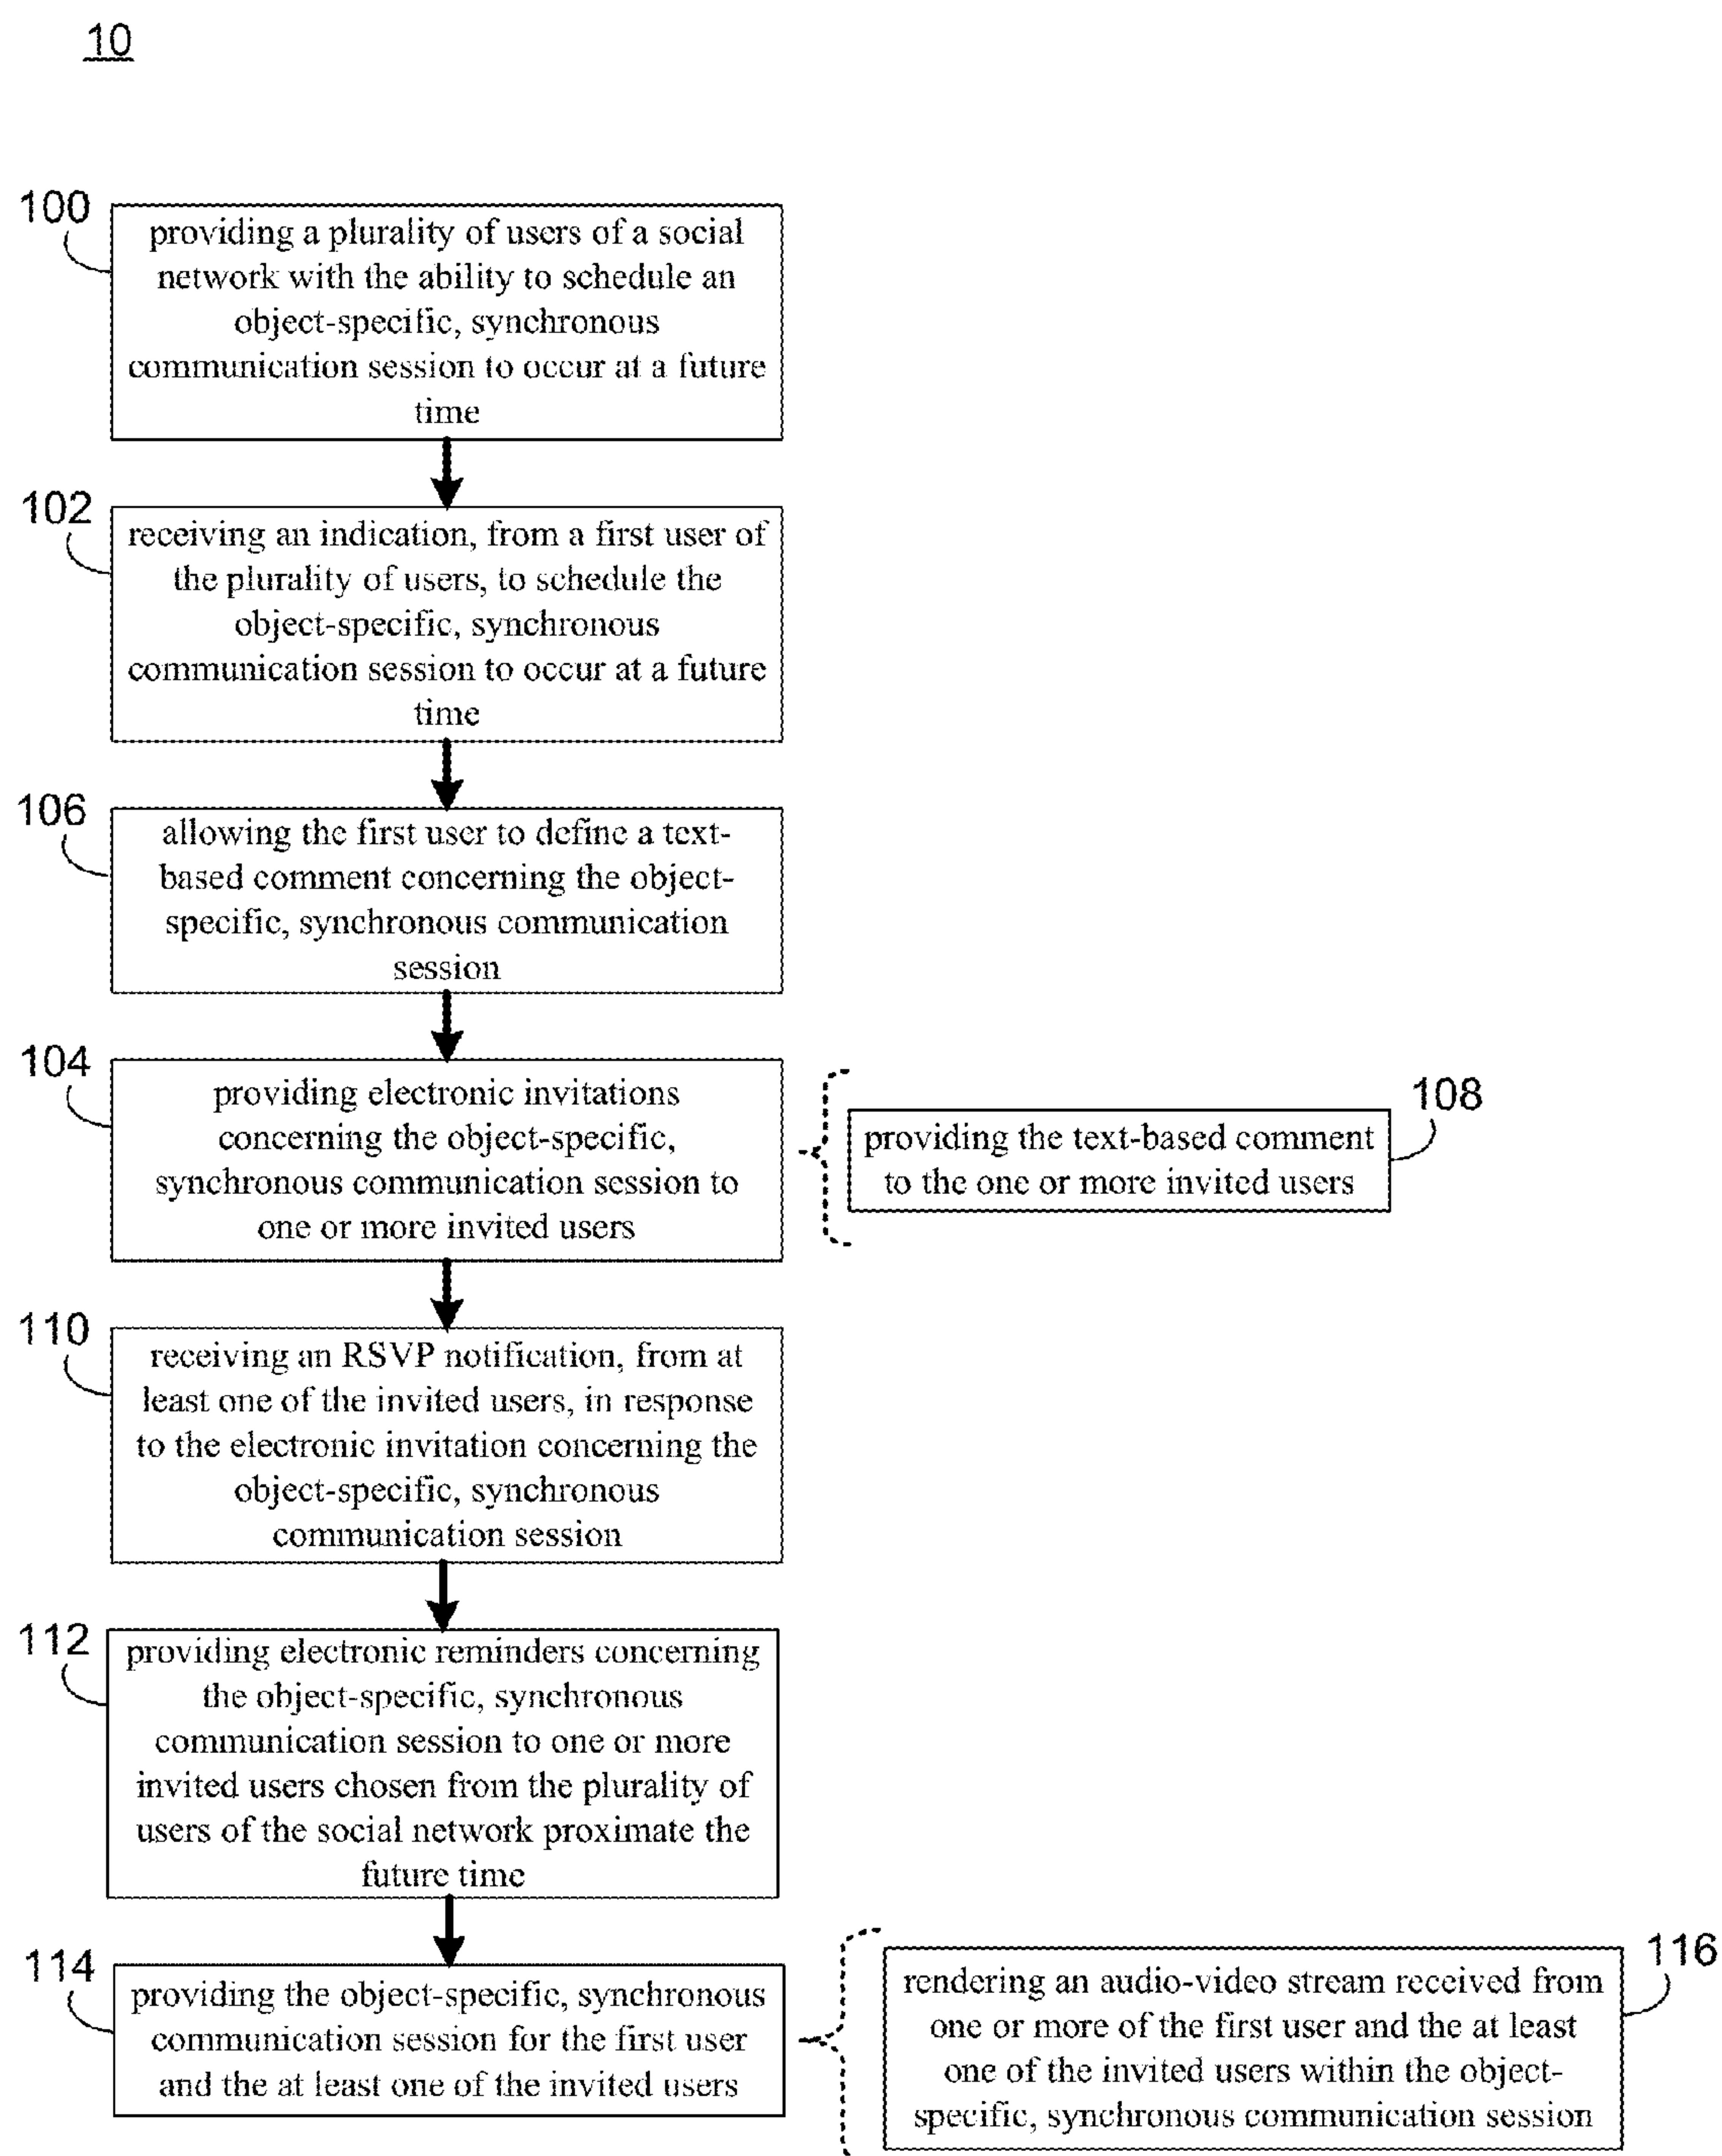 10
100
providing a plurality of users of a social
network with the ability to schedule an
object-specific, synchronous
communication session to occur at a future
time
102
receiving an indication, from a first user of
the plurality of users, to schedule the
object-specific, synchronous
communication session to occur at a future
time
106
allowing the first user to define a text-
based comment concerning the object-
specific, synchronous communication
session
104
providing electronic invitations
concerning the object-specific,
synchronous communication session to
one or more invited users
108
providing the text-based comment
to the one or more invited users
110
receiving an RSVP notification, from at
least one of the invited users, in response
to the electronic invitation concerning the
object-specific, synchronous
communication session
112
providing electronic reminders concerning
the object-specific, synchronous
communication session to one or more
invited users chosen from the plurality of
users of the social network proximate the
future time
114
providing the object-specific, synchronous
communication session for the first user
and the at least one of the invited users
116
rendering an audio-video stream received from
one or more of the first user and the at least
one of the invited users within the object-
specific, synchronous communication session